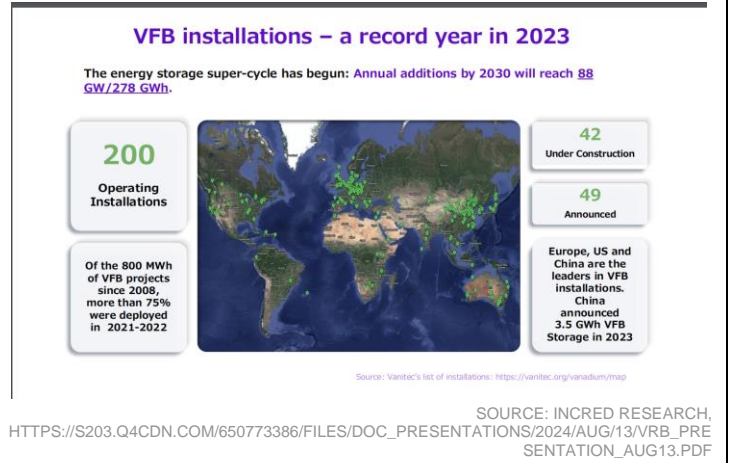 VFB installations – a record year in 2023
The energy storage super-cycle has begun: Annual additions by 2030 will reach 88
GW/278 GWh.
200
Operating
Installations
Of the 800 MWh
of VFB projects
since 2008,
more than 75%
were deployed
in 2021-2022
42
Under Construction
49
Announced
Europe, US and
China are the
leaders in VFB
installations.
China
announced
3.5 GWh VFB
Storage in 2023
Source: Vanitec's list of installations: https://vanitec.org/vanadium/map
SOURCE: INCRED RESEARCH,
HTTPS://S203.Q4CDN.COM/650773386/FILES/DOC_PRESENTATIONS/2024/AUG/13/VRB_PRE
SENTATION_AUG13.PDF